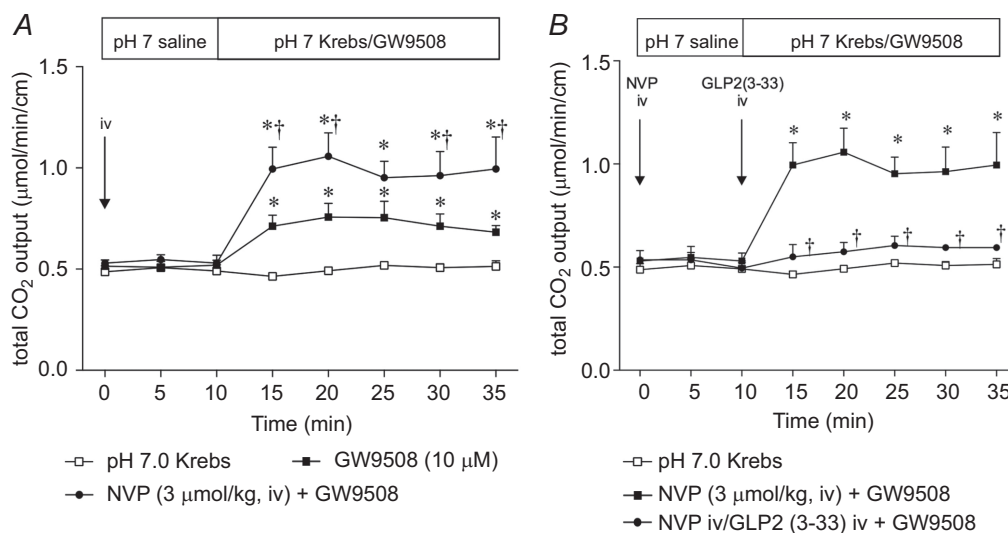 A
pH 7 saline
pH 7 Krebs/GW9508
total CO2 output (μmol/min/cm)
1.5
1.0
0.5
0.0
iv
*†
*†
*
*†
*†
*
*
*
*
*
0 5 10 15 20 25 30 35
Time (min)
pH 7.0 Krebs
GW9508 (10 μM)
NVP (3 μmol/kg, iv) + GW9508
B
pH 7 saline
pH 7 Krebs/GW9508
total CO2 output (μmol/min/cm)
1.5
1.0
0.5
0.0
NVP
iv
GLP2(3-33)
iv
*
*
*
*
*
†
†
†
†
†
0 5 10 15 20 25 30 35
Time (min)
pH 7.0 Krebs
NVP (3 μmol/kg, iv) + GW9508
NVP iv/GLP2 (3-33) iv + GW9508